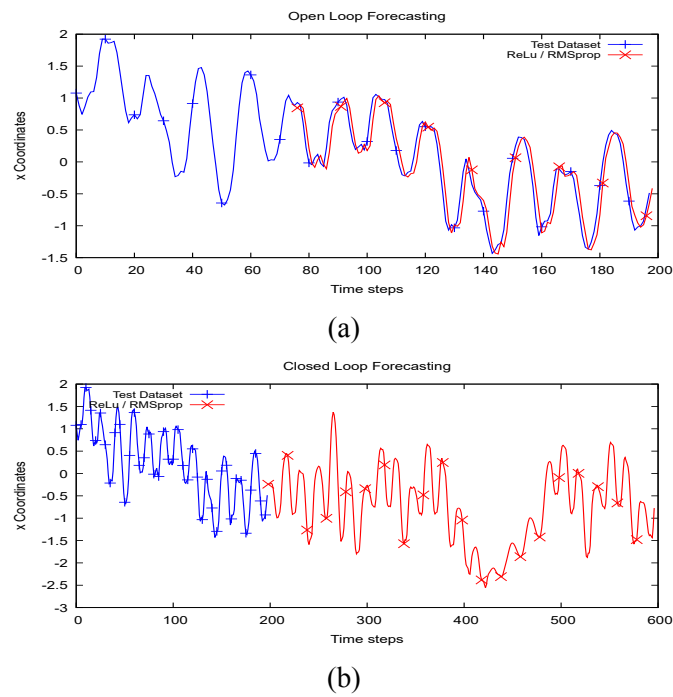 Open Loop Forecasting
2
1.5
1
0.5
0
-0.5
-1
-1.5
x Coordinates
Test Dataset
ReLu / RMSprop
0 20 40 60 80 100 120 140 160 180 200
Time steps
(a)
Closed Loop Forecasting
2
1.5
1
0.5
0
-0.5
-1
-1.5
-2
-2.5
-3
x Coordinates
Test Dataset
ReLu / RMSprop
0 100 200 300 400 500 600
Time steps
(b)